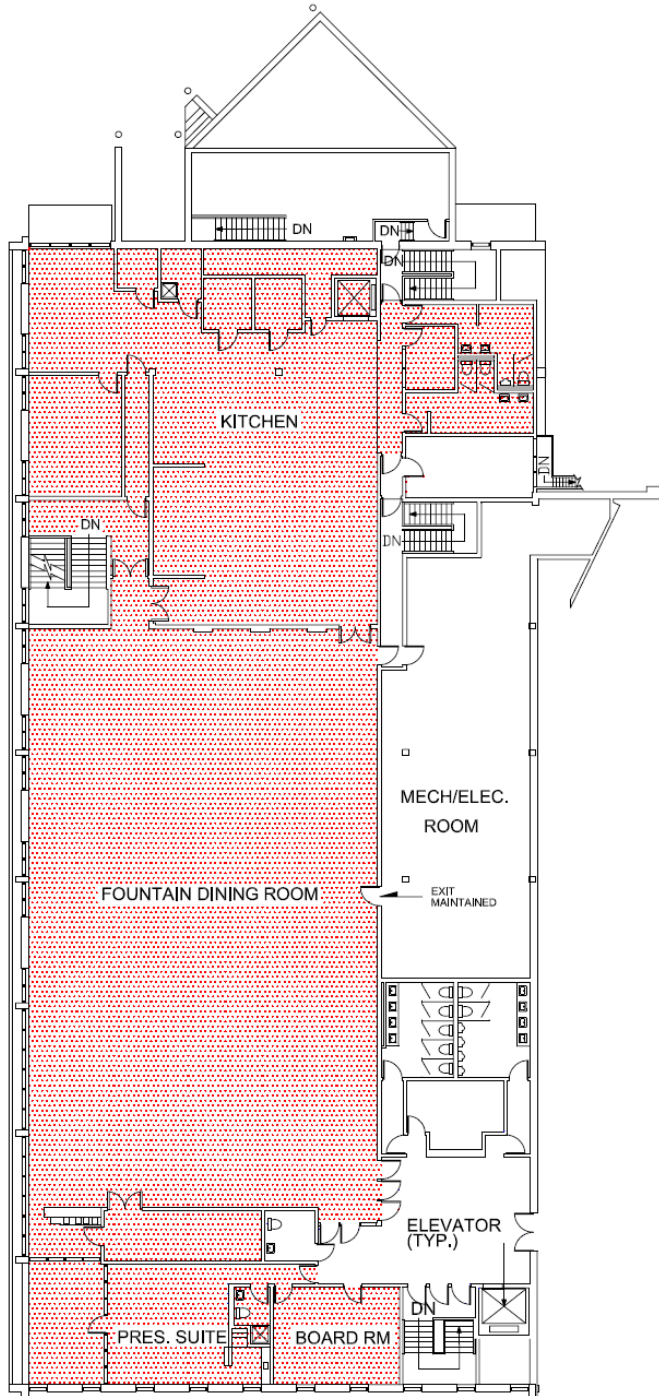 DN
DN
DN
KITCHEN
DN
DN
DN
MECH/ELEC.
ROOM
FOUNTAIN DINING ROOM
EXIT
MAINTAINED
ELEVATOR
(TYP.)
DN
PRES. SUITE
BOARD RM